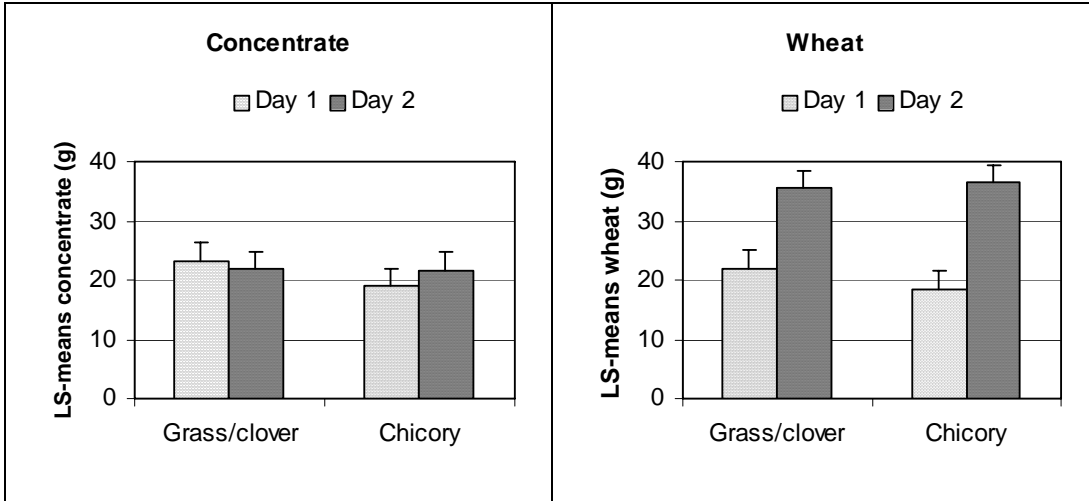 Concentrate
Day 1 Day 2
LS-means concentrate (g)
40
30
20
10
0
Grass/clover Chicory
Wheat
Day 1 Day 2
LS-means wheat (g)
40
30
20
10
0
Grass/clover Chicory